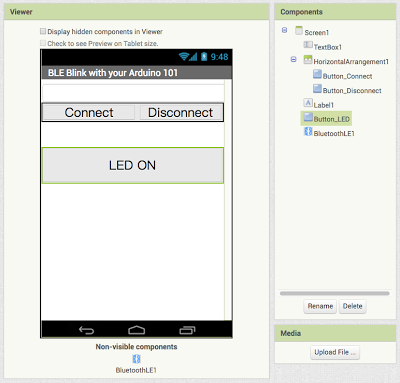 Viewer
Display hidden components in Viewer
Check to see Preview on Tablet size.
9:48
BLE Blink with your Arduino 101
Connect
Disconnect
LED ON
Non-visible components
BluetoothLE1
Components
Screen1
TextBox1
HorizontalArrangement1
Button_Connect
Button_Disconnect
A Label1
Button_LED
BluetoothLE1
Rename
Delete
Media
Upload File ...